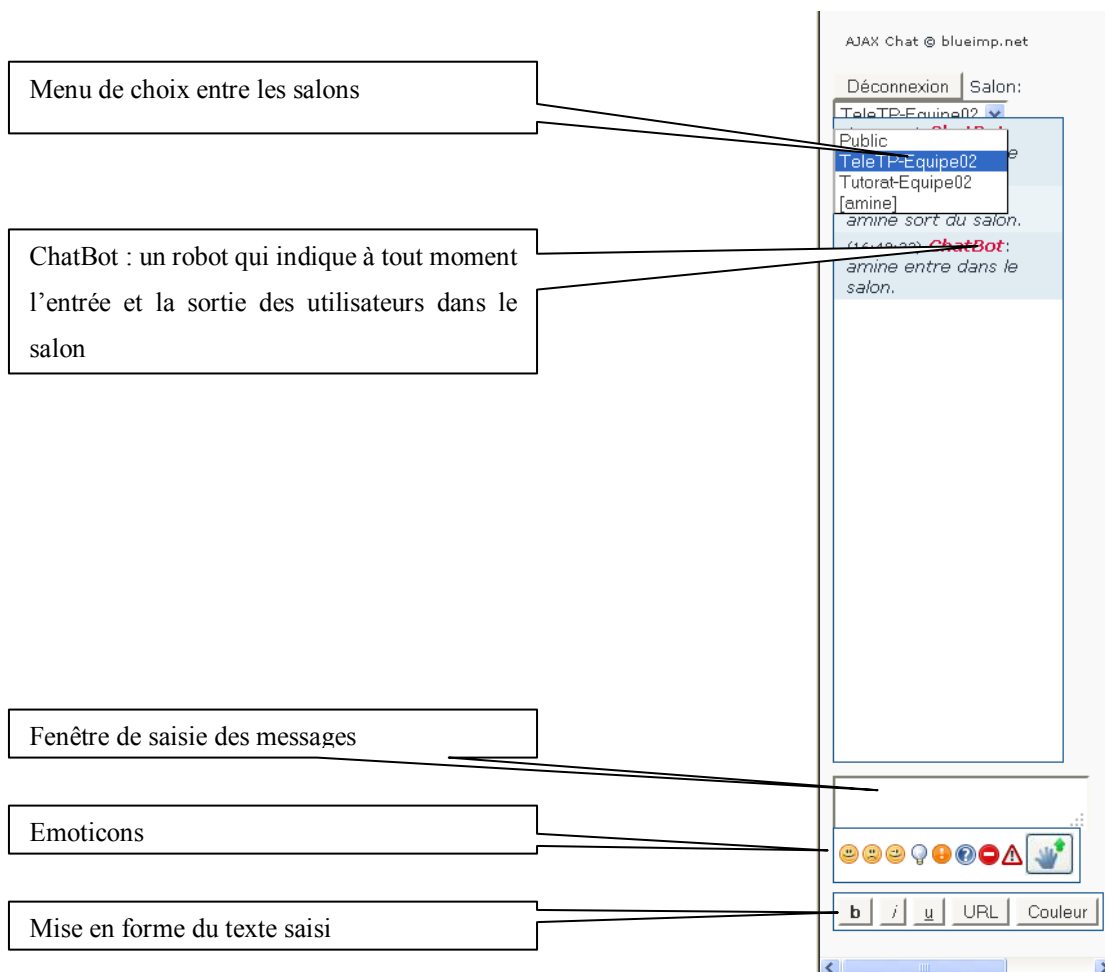 AJAX Chat © blueimp.net
Menu de choix entre les salons
Déconnexion Salon:
TeleTP-Equipe02
Public
TeleTP-Equipe02
Tutorat-Equipe02
[amine]
amine sort du salon.
ChatBot : un robot qui indique à tout moment
l’entrée et la sortie des utilisateurs dans le
salon
ChatBot:
amine entre dans le
salon.
Fenêtre de saisie des messages
Emoticons
Mise en forme du texte saisi
b i u URL Couleur